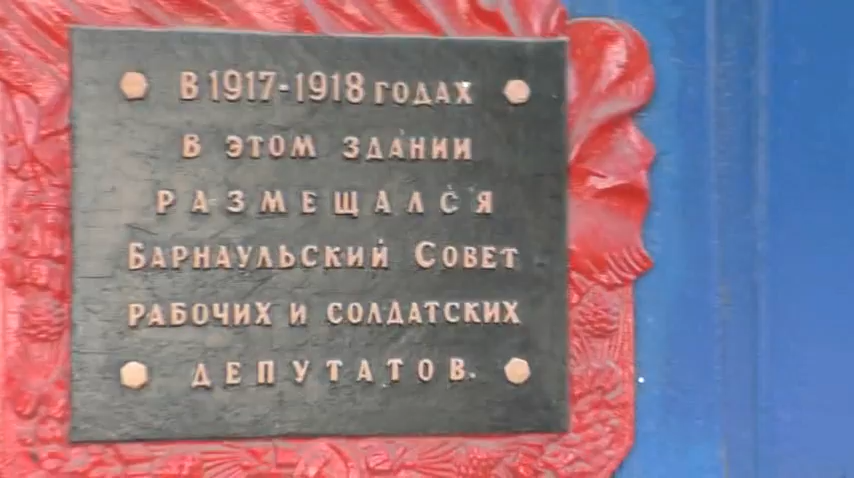 В 1917-1918 ГОДАХ
В ЭТОМ ЗДАНИИ
РАЗМЕЩАЛСЯ
БАРНАУЛЬСКИЙ СОВЕТ
РАБОЧИХ И СОЛДАТСКИХ
ДЕПУТАТОВ.